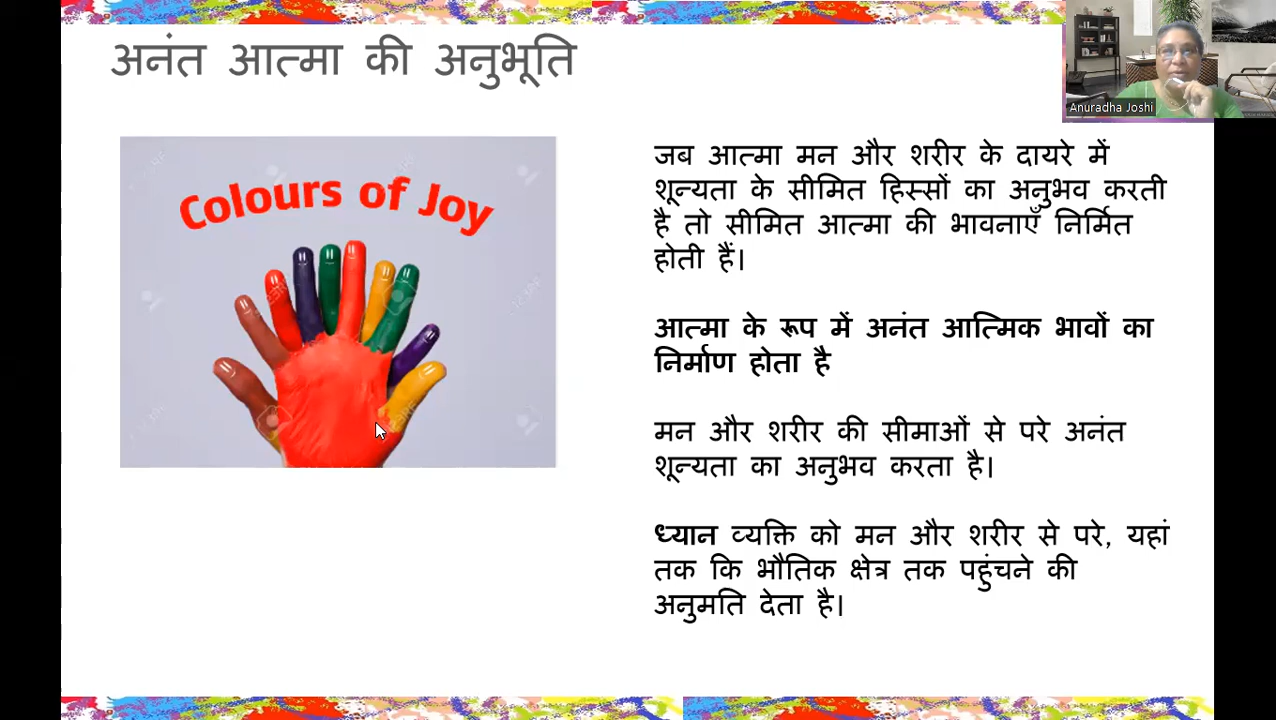 अनंत आत्मा की अनुभूति
Anuradha Joshi
Colours of Joy
जब आत्मा मन और शरीर के दायरे में
शून्यता के सीमित हिस्सों का अनुभव करती
है तो सीमित आत्मा की भावनाएँ निर्मित
होती हैं।
आत्मा के रूप में अनंत आत्मिक भावों का
निर्माण होता है
मन और शरीर की सीमाओं से परे अनंत
शून्यता का अनुभव करता है।
ध्यान व्यक्ति को मन और शरीर से परे, यहां
तक कि भौतिक क्षेत्र तक पहुंचने की
अनुमति देता है।